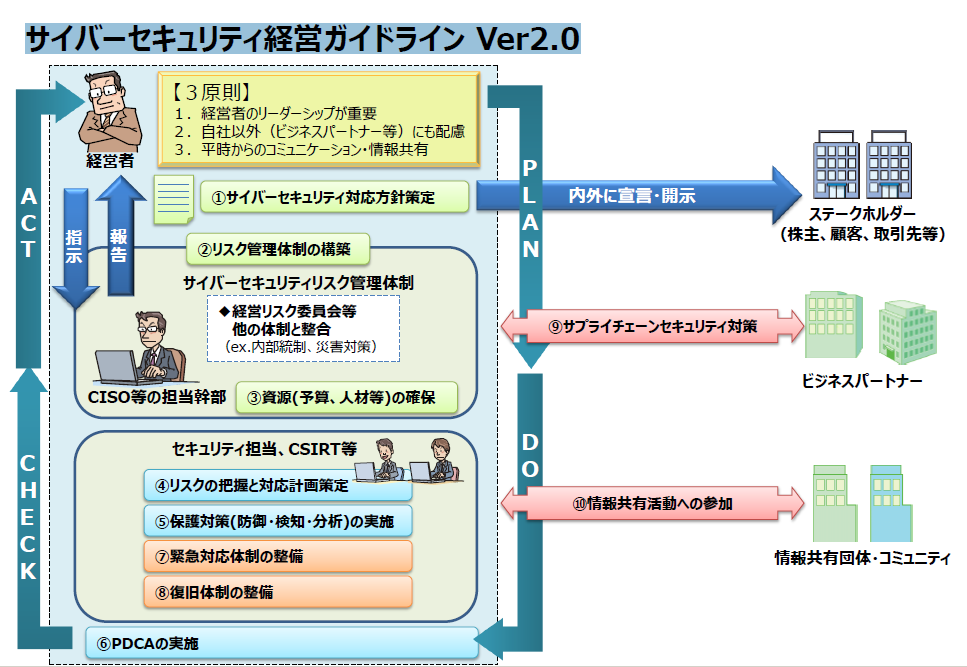 サイバーセキュリティ経営ガイドライン Ver2.0
【３原則】
１．経営者のリーダーシップが重要
２．自社以外（ビジネスパートナー等）にも配慮
３．平時からのコミュニケーション・情報共有
経営者
ACT
PLAN
①サイバーセキュリティ対応方針策定
内外に宣言・開示
ステークホルダー
（株主、顧客、取引先等）
指示
報告
②リスク管理体制の構築
サイバーセキュリティリスク管理体制
◆経営リスク委員会等
他の体制と整合
（ex.内部統制、災害対策）
⑨サプライチェーンセキュリティ対策
ビジネスパートナー
CISO等の担当幹部
③資源(予算、人材等)の確保
CHECK
DO
セキュリティ担当、CSIRT等
④リスクの把握と対応計画策定
⑤保護対策(防御・検知・分析)の実施
⑦緊急対応体制の整備
⑧復旧体制の整備
⑩情報共有活動への参加
情報共有団体・コミュニティ
⑥PDCAの実施